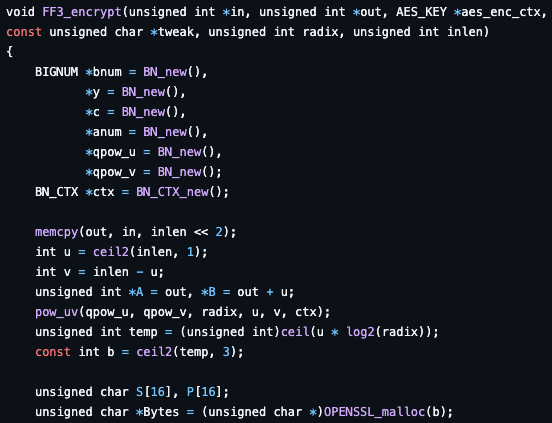 void FF3_encrypt(unsigned int *in, unsigned int *out, AES_KEY *aes_enc_ctx,
const unsigned char *tweak, unsigned int radix, unsigned int inlen)
{
    BIGNUM *bnum = BN_new(),
           *y = BN_new(),
           *c = BN_new(),
           *anum = BN_new(),
           *qpow_u = BN_new(),
           *qpow_v = BN_new();
    BN_CTX *ctx = BN_CTX_new();

    memcpy(out, in, inlen << 2);
    int u = ceil2(inlen, 1);
    int v = inlen - u;
    unsigned int *A = out, *B = out + u;
    pow_uv(qpow_u, qpow_v, radix, u, v, ctx);
    unsigned int temp = (unsigned int)ceil(u * log2(radix));
    const int b = ceil2(temp, 3);

    unsigned char S[16], P[16];
    unsigned char *Bytes = (unsigned char *)OPENSSL_malloc(b);